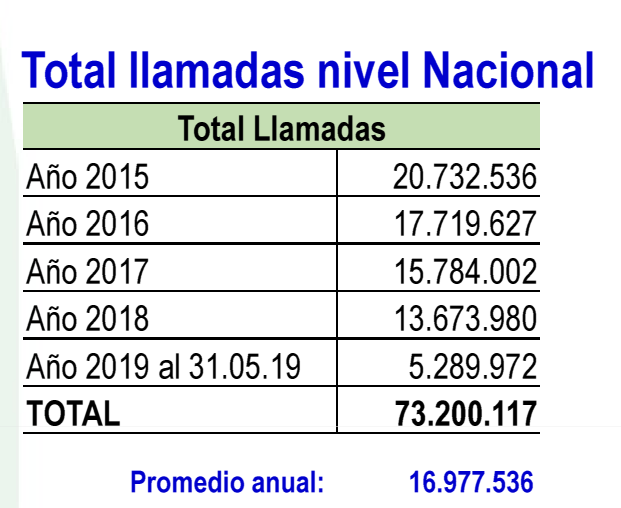 Total llamadas nivel Nacional
Total Llamadas
Año 2015 20.732.536
Año 2016 17.719.627
Año 2017 15.784.002
Año 2018 13.673.980
Año 2019 al 31.05.19 5.289.972
TOTAL 73.200.117
Promedio anual: 16.977.536